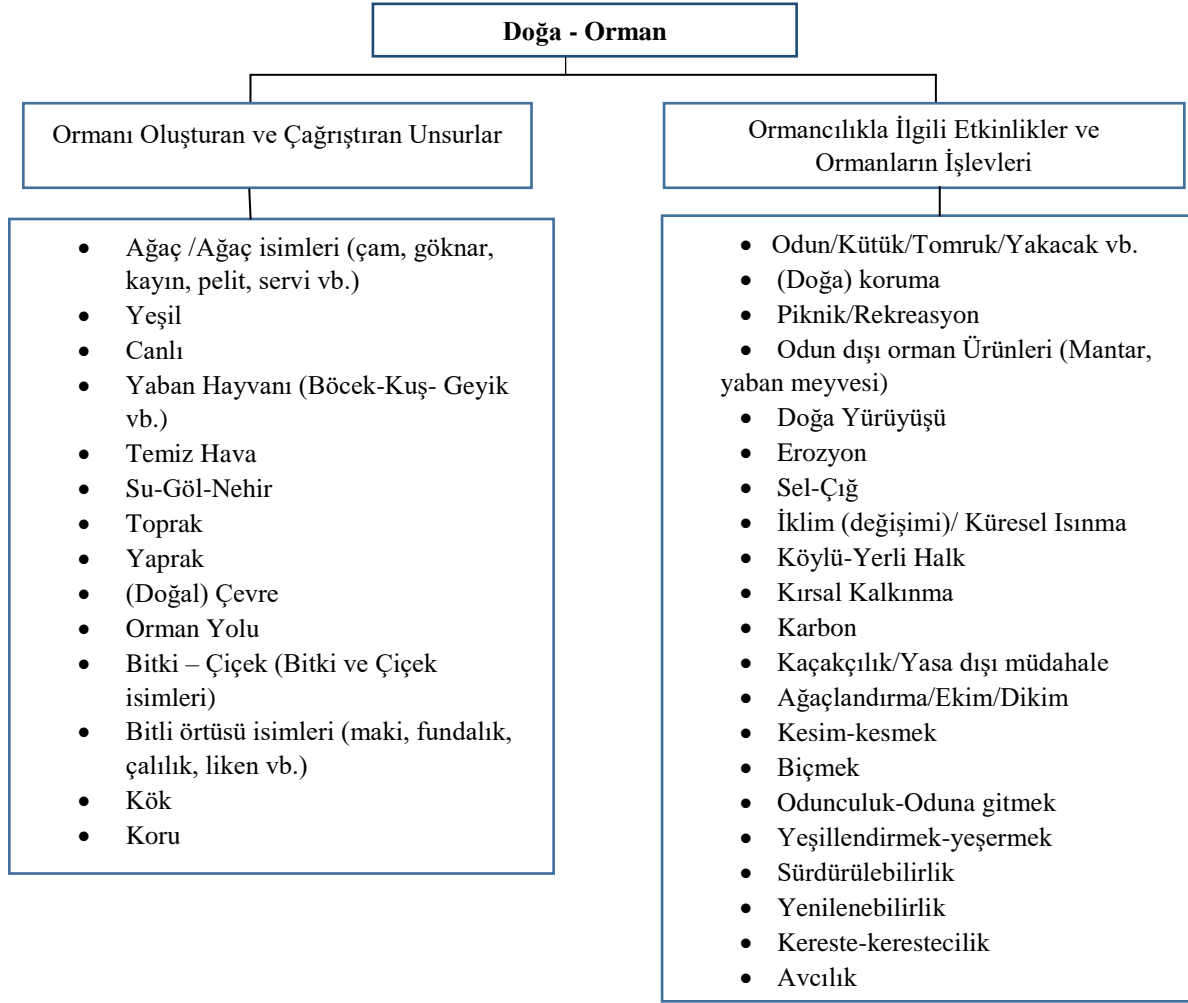 Doğa - Orman
Ormanı Oluşturan ve Çağrıştıran Unsurlar
• Ağaç /Ağaç isimleri (çam, göknar,
kayın, pelit, servi vb.)
• Yeşil
• Canlı
• Yaban Hayvanı (Böcek-Kuş- Geyik
vb.)
• Temiz Hava
• Su-Göl-Nehir
• Toprak
• Yaprak
• (Doğal) Çevre
• Orman Yolu
• Bitki – Çiçek (Bitki ve Çiçek
isimleri)
• Bitli örtüsü isimleri (maki, fundalık,
çalılık, liken vb.)
• Kök
• Koru
Ormancılıkla İlgili Etkinlikler ve
Ormanların İşlevleri
• Odun/Kütük/Tomruk/Yakacak vb.
• (Doğa) koruma
• Piknik/Rekreasyon
• Odun dışı orman Ürünleri (Mantar,
yaban meyvesi)
• Doğa Yürüyüşü
• Erozyon
• Sel-Çığ
• İklim (değişimi)/ Küresel Isınma
• Köylü-Yerli Halk
• Kırsal Kalkınma
• Karbon
• Kaçakçılık/Yasa dışı müdahale
• Ağaçlandırma/Ekim/Dikim
• Kesim-kesmek
• Biçmek
• Odunculuk-Oduna gitmek
• Yeşillendirmek-yeşermek
• Sürdürülebilirlik
• Yenilenebilirlik
• Kereste-kerestecilik
• Avcılık